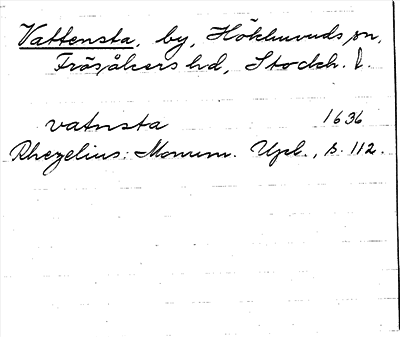 Vattensta, by, Hökhuvuds sn,
Frösåkers hd, Stockh. l.
vatnsta 1636
Rhezelius: Monum. Upl., s. 112.